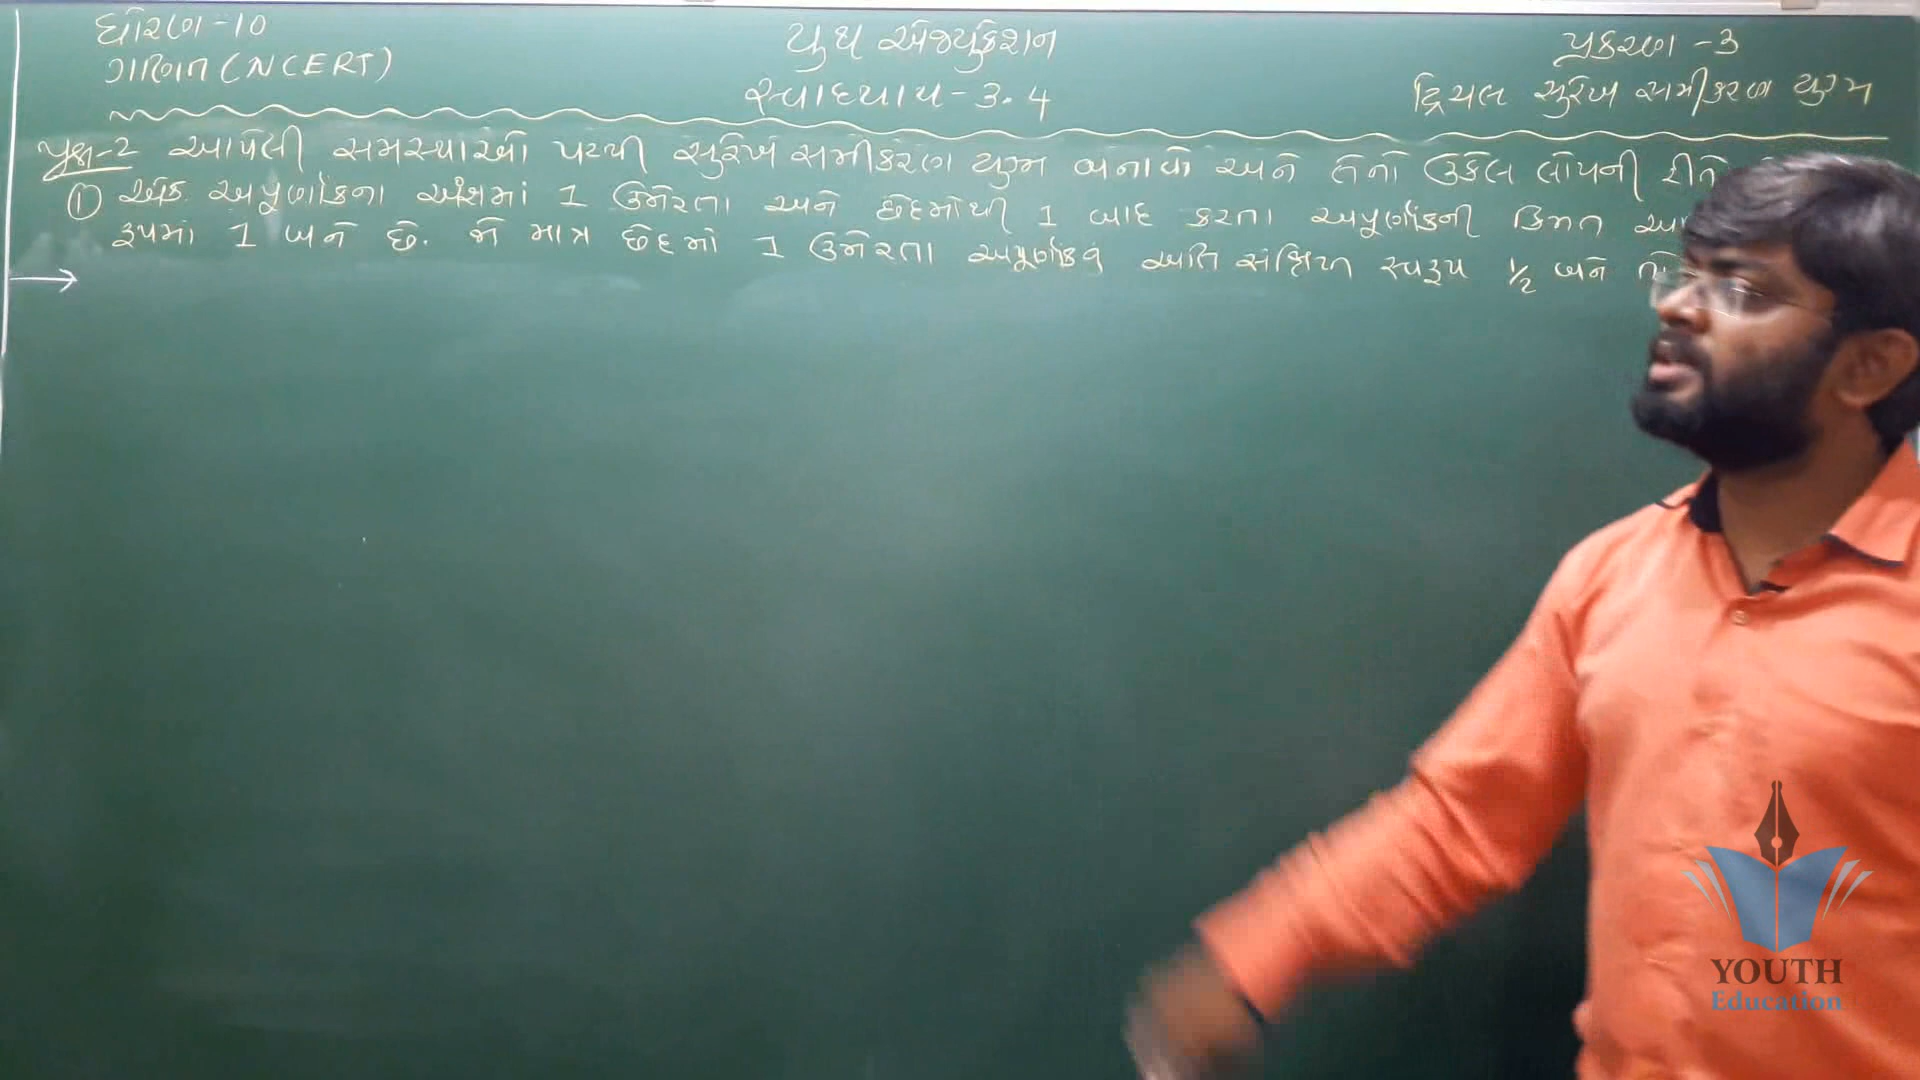 ધોરણ-10
ગણિત (NCERT)
યુથ એજ્યુકેશન
સ્વાધ્યાય-3.4
પ્રકરણ-3
દ્વિચલ સુરેખ સમીકરણ યુગ્મ
પ્રશ્ન-2 આપેલી સમસ્યાઓ પરથી સુરેખ સમીકરણ યુગ્મ બનાવો અને તેનો ઉકેલ લોપની રીતે
① એક અપૂર્ણાંકના અંશમાં 1 ઉમેરતા અને છેદમાંથી 1 બાદ કરતા અપૂર્ણાંકની કિંમત
રૂપમાં 1 બને છે. જો માત્ર છેદમાં 1 ઉમેરતા અપૂર્ણાંકનું અતિ સંક્ષિપ્ત સ્વરૂપ 1/2 બને
YOUTH
Education